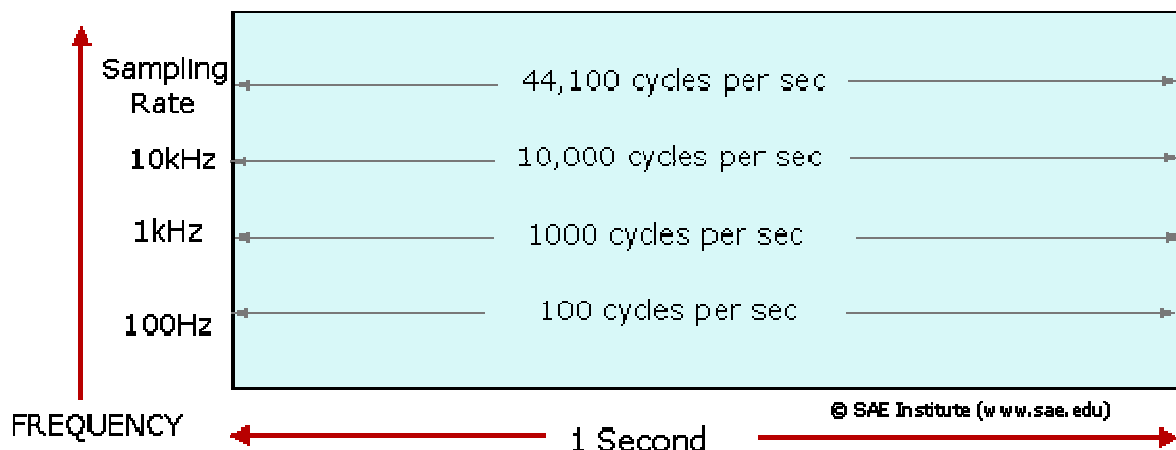 Sampling
Rate
44,100 cycles per sec
10kHz
10,000 cycles per sec
1kHz
1000 cycles per sec
100Hz
100 cycles per sec
© SAE Institute (www.sae.edu)
FREQUENCY
1 Second